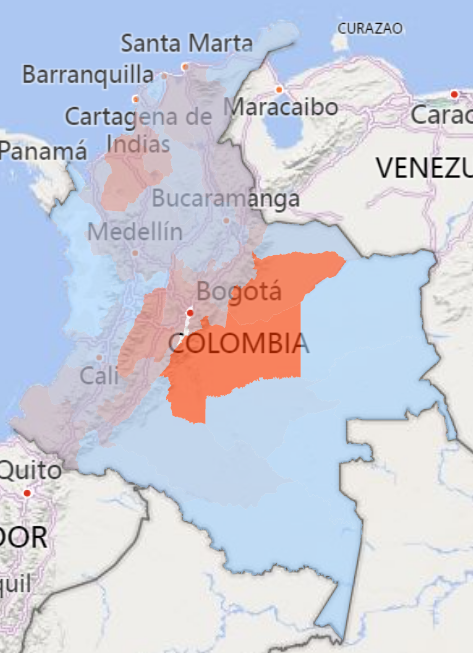 CURAZAO
Santa Marta
Barranquilla
Maracaibo
Cartagena de
Indias
Carac
Panamá
VENEZU
Bucaramanga
Medellín
Bogotá
COLOMBIA
Cali
Quito
DOR
quil